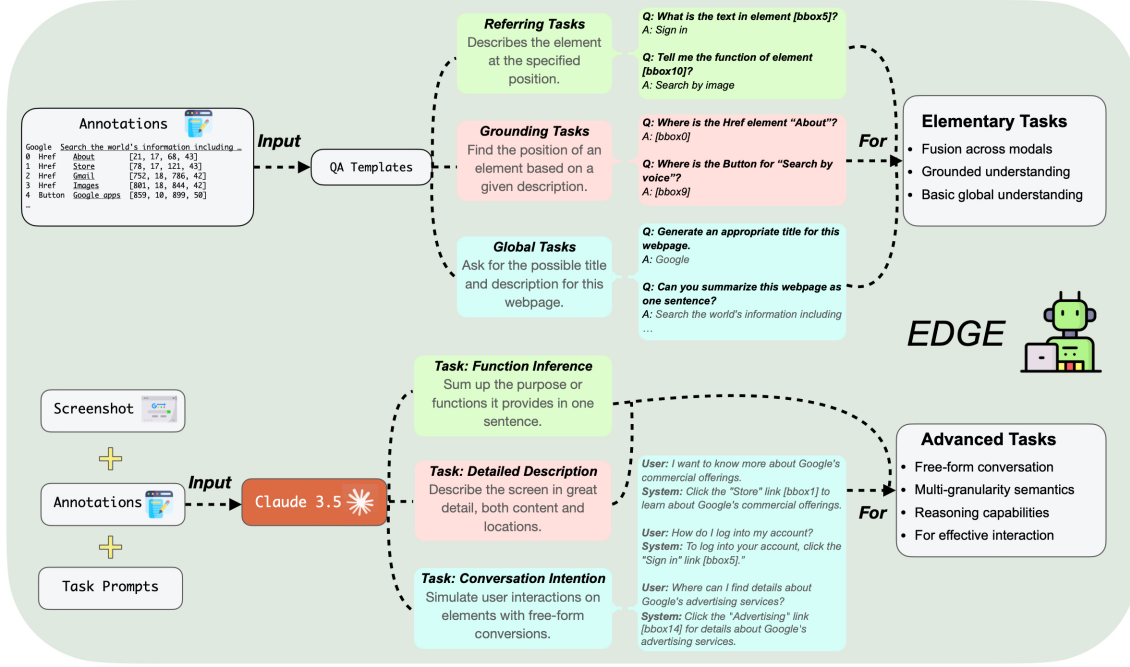 Annotations
Google Search the world's information including …
0 Href About [21, 17, 68, 43]
1 Href Store [78, 17, 121, 43]
2 Href Gmail [752, 18, 786, 42]
3 Href Images [801, 18, 844, 42]
4 Button Google apps [859, 10, 899, 50]
…
Input
QA Templates
Referring Tasks
Describes the element
at the specified
position.
Q: What is the text in element [bbox5]?
A: Sign in
Q: Tell me the function of element
[bbox10]?
A: Search by image
Grounding Tasks
Find the position of an
element based on a
given description.
Q: Where is the Href element “About”?
A: [bbox0]
Q: Where is the Button for “Search by
voice”?
A: [bbox9]
Global Tasks
Ask for the possible title
and description for this
webpage.
Q: Generate an appropriate title for this
webpage.
A: Google
Q: Can you summarize this webpage as
one sentence?
A: Search the world's information including
…
For
Elementary Tasks
• Fusion across modals
• Grounded understanding
• Basic global understanding
EDGE
Screenshot
Annotations
Task Prompts
Input
Claude 3.5
Task: Function Inference
Sum up the purpose or
functions it provides in one
sentence.
Task: Detailed Description
Describe the screen in great
detail, both content and
locations.
Task: Conversation Intention
Simulate user interactions on
elements with free-form
conversions.
User: I want to know more about Google's
commercial offerings.
System: Click the "Store" link [bbox1] to
learn about Google's commercial offerings.
User: How do I log into my account?
System: To log into your account, click the
"Sign in" link [bbox5].”
User: Where can I find details about
Google's advertising services?
System: Click the "Advertising" link
[bbox14] for details about Google's
advertising services.
For
Advanced Tasks
• Free-form conversation
• Multi-granularity semantics
• Reasoning capabilities
• For effective interaction